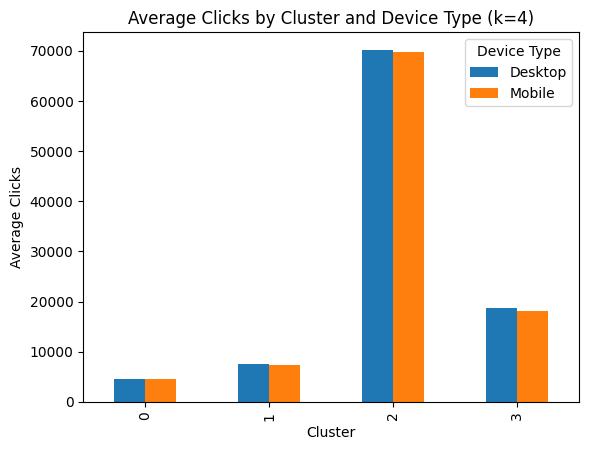 Average Clicks by Cluster and Device Type (k=4)
Device Type
Desktop
Mobile
Average Clicks
70000
60000
50000
40000
30000
20000
10000
0
0
1
2
3
Cluster